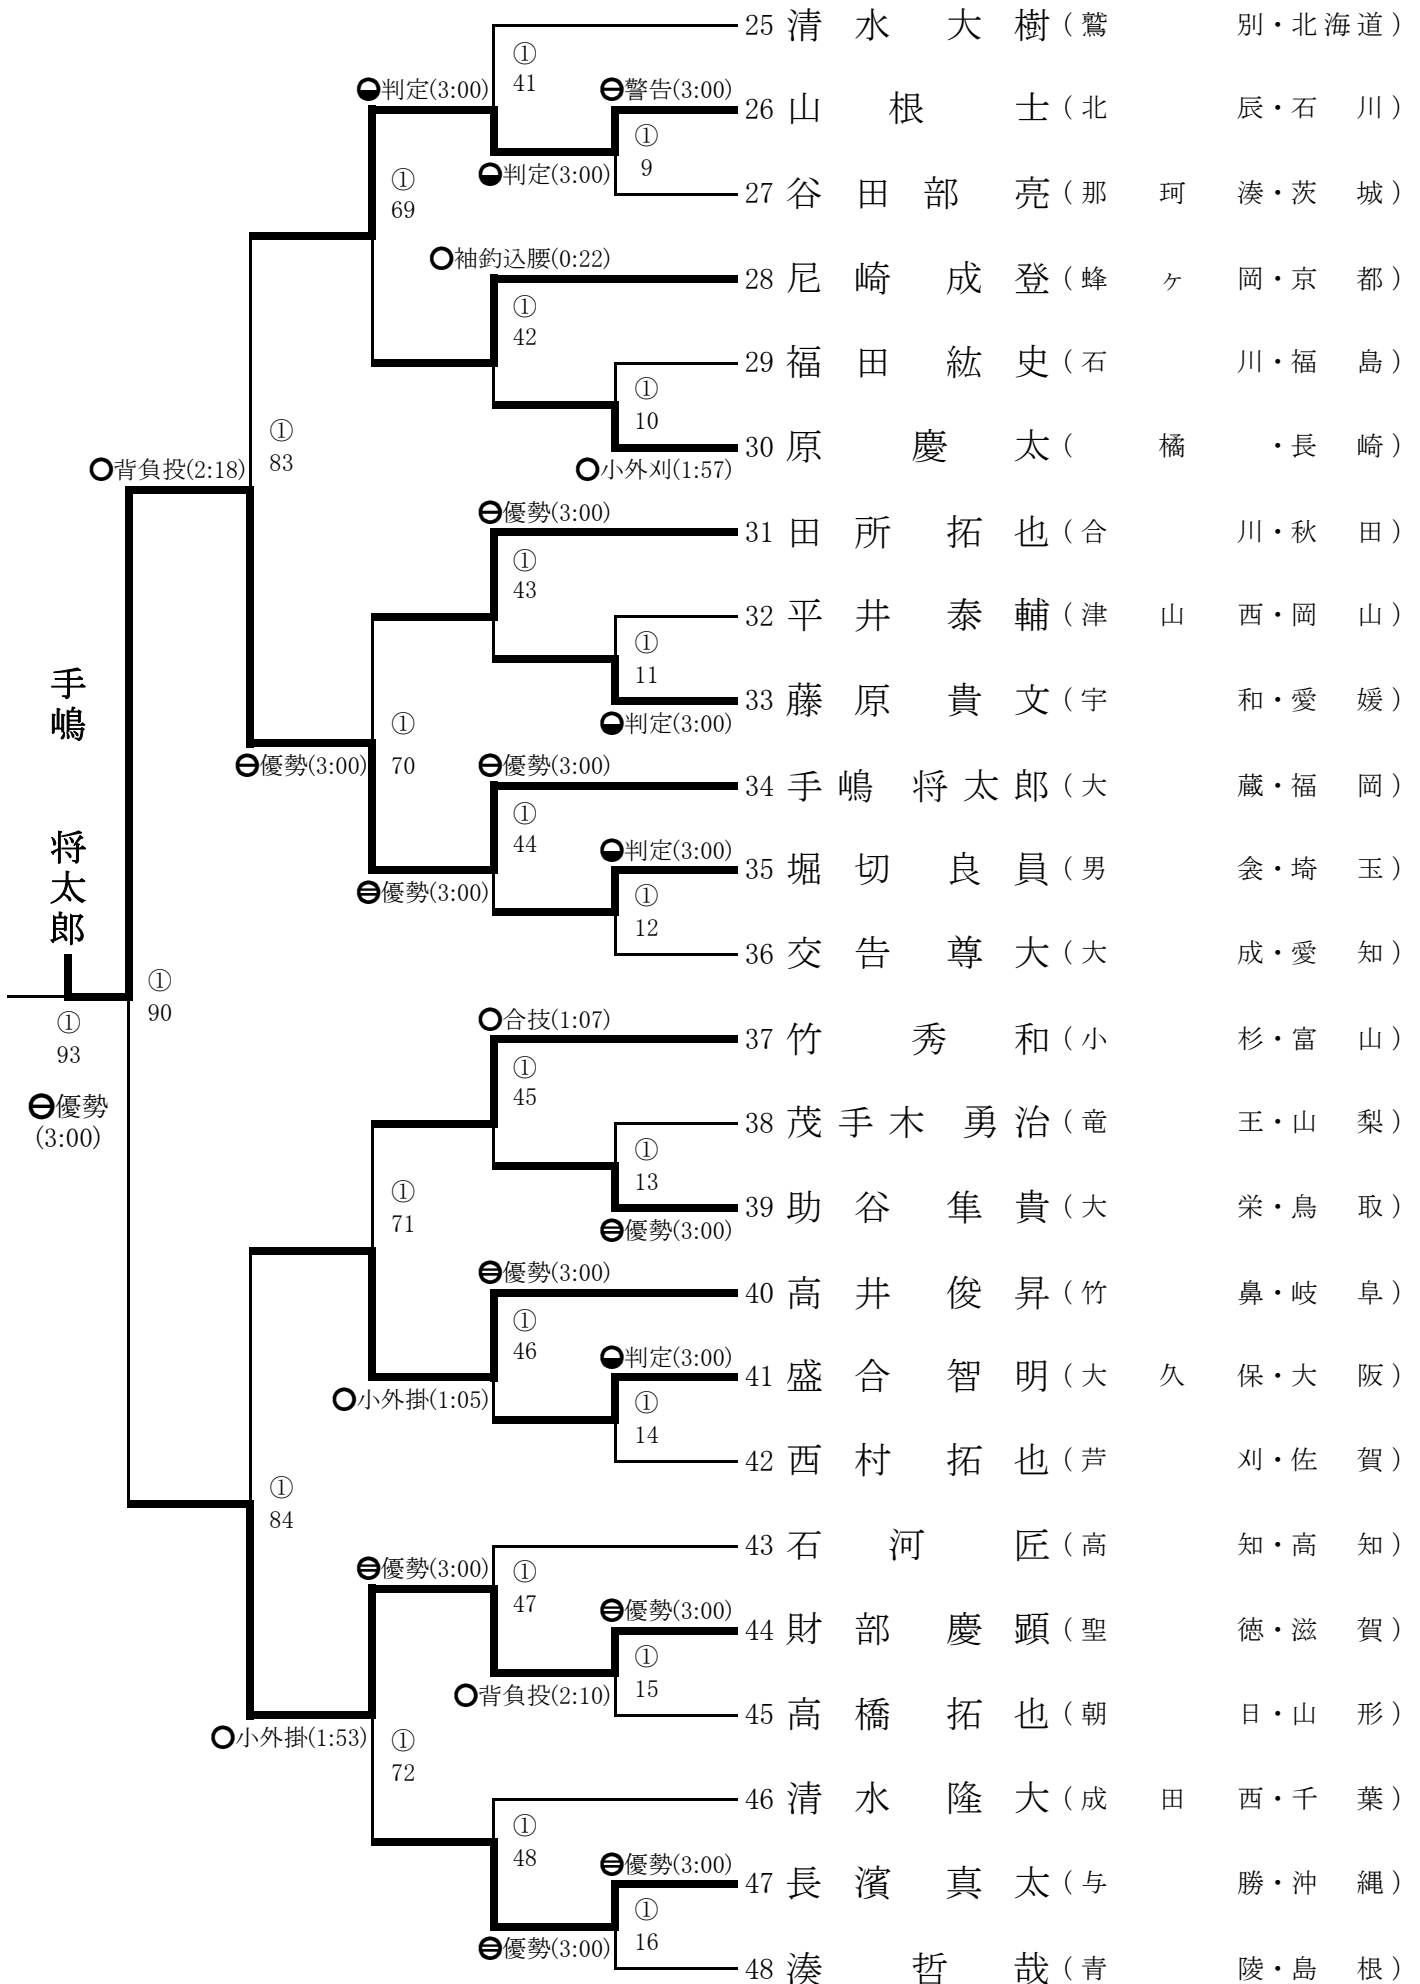 25 清水大樹（鷲別・北海道）
①
41
判定(3:00)
警告(3:00)
26 山根士（北辰・石川）
①
9
判定(3:00)
①
69
27 谷田部亮（那珂湊・茨城）
袖釣込腰(0:22)
28 尼崎成登（蜂ヶ岡・京都）
①
42
29 福田紘史（石川・福島）
①
10
①
83
30 原慶太（橘・長崎）
背負投(2:18)
小外刈(1:57)
優勢(3:00)
31 田所拓也（合川・秋田）
①
43
32 平井泰輔（津山西・岡山）
①
11
33 藤原貴文（宇和・愛媛）
判定(3:00)
①
70
優勢(3:00)
優勢(3:00)
34 手嶋将太郎（大蔵・福岡）
①
44
判定(3:00)
35 堀切良員（男衾・埼玉）
優勢(3:00)
①
12
手嶋 将太郎
36 交告尊大（大成・愛知）
①
90
①
93
優勢
(3:00)
合技(1:07)
37 竹秀和（小杉・富山）
①
45
38 茂手木勇治（竜王・山梨）
①
13
①
71
39 助谷隼貴（大栄・鳥取）
優勢(3:00)
優勢(3:00)
40 高井俊昇（竹鼻・岐阜）
①
46
判定(3:00)
41 盛合智明（大久保・大阪）
小外掛(1:05)
①
14
42 西村拓也（芦刈・佐賀）
①
84
43 石河匠（高知・高知）
優勢(3:00)
①
47
優勢(3:00)
44 財部慶顕（聖徳・滋賀）
①
15
背負投(2:10)
45 高橋拓也（朝日・山形）
小外掛(1:53)
①
72
46 清水隆大（成田西・千葉）
①
48
優勢(3:00)
47 長濱真太（与勝・沖縄）
①
16
優勢(3:00)
48 湊哲哉（青陵・島根）